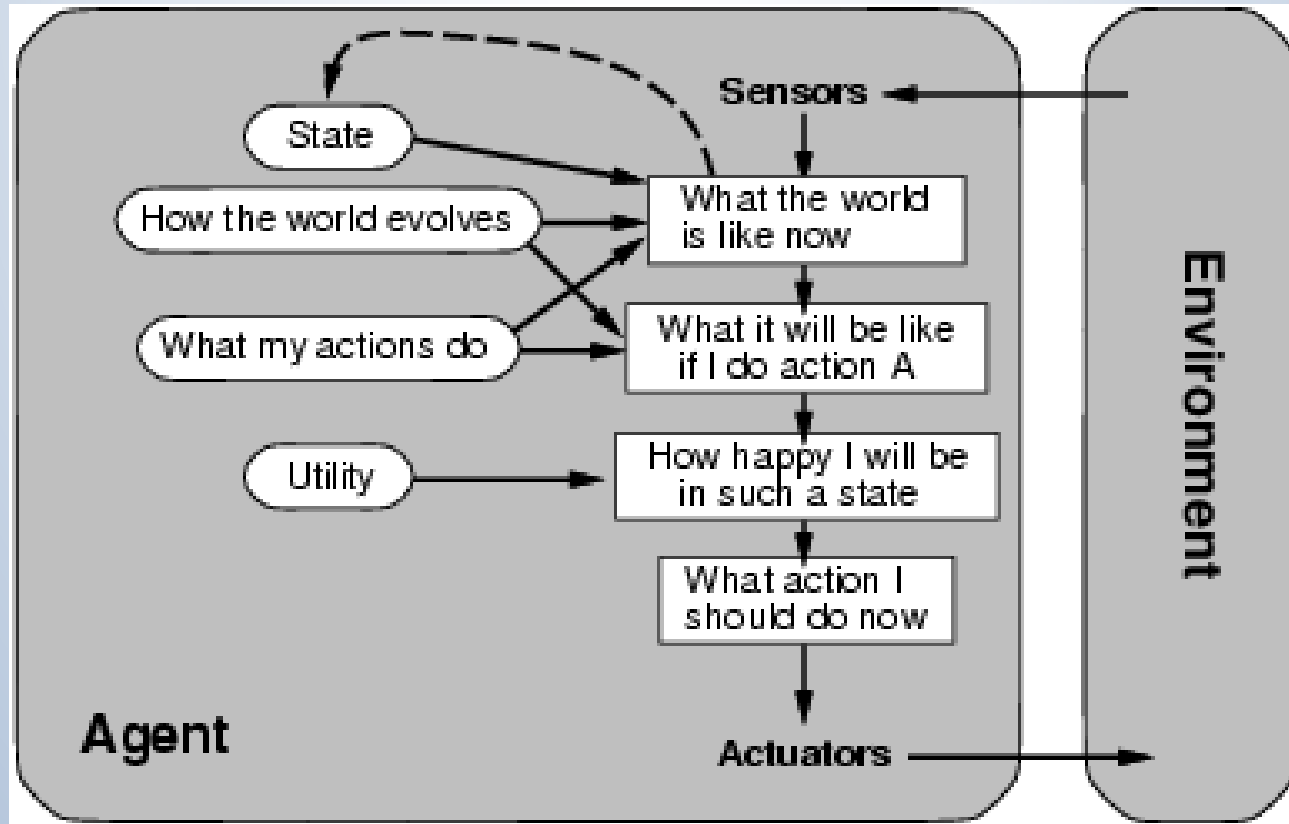 Sensors
State
What the world
is like now
How the world evolves
What it will be like
if I do action A
What my actions do
How happy I will be
in such a state
Utility
What action I
should do now
Agent
Actuators
Environment